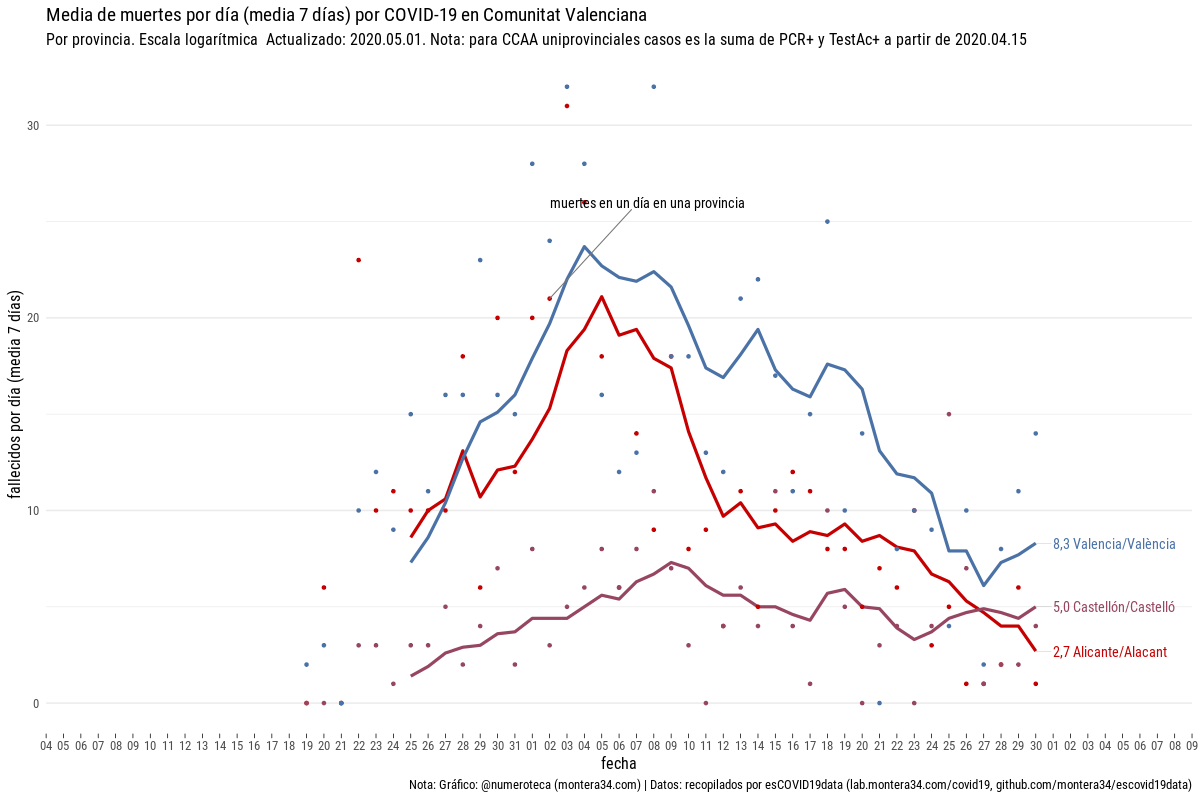 Media de muertes por día (media 7 días) por COVID-19 en Comunitat Valenciana
Por provincia. Escala logarítmica  Actualizado: 2020.05.01. Nota: para CCAA uniprovinciales casos es la suma de PCR+ y TestAc+ a partir de 2020.04.15
fallecidos por día (media 7 días)
30
20
10
0
muertes en un día en una provincia
8,3 Valencia/València
5,0 Castellón/Castelló
2,7 Alicante/Alacant
04 05 06 07 08 09 10 11 12 13 14 15 16 17 18 19 20 21 22 23 24 25 26 27 28 29 30 31 01 02 03 04 05 06 07 08 09 10 11 12 13 14 15 16 17 18 19 20 21 22 23 24 25 26 27 28 29 30 01 02 03 04 05 06 07 08 09
fecha
Nota: Gráfico: @numeroteca (montera34.com) | Datos: recopilados por esCOVID19data (lab.montera34.com/covid19, github.com/montera34/escovid19data)